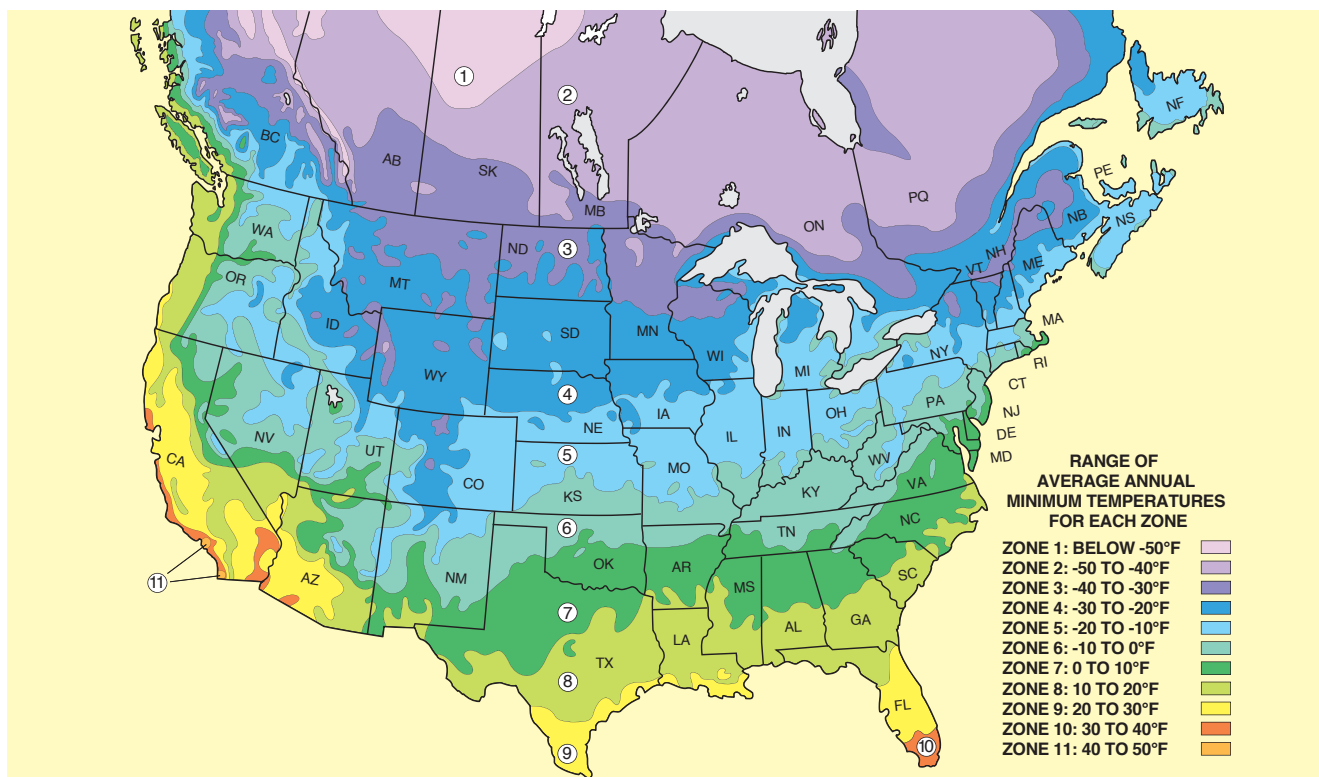 1
2
NF
BC
AB
SK
PE
PQ
MB
ON
NB
NS
WA
ND
3
NH
VT
ME
OR
MT
ID
SD
MN
WI
MA
NY
MI
RI
WY
CT
4
IA
PA
NJ
NE
OH
DE
NV
IL
IN
MD
CA
UT
5
MO
WV
CO
KS
KY
VA
6
TN
NC
NM
OK
AR
SC
AZ
11
MS
7
AL
GA
LA
TX
8
FL
9
10
RANGE OF
AVERAGE ANNUAL
MINIMUM TEMPERATURES
FOR EACH ZONE
ZONE 1: BELOW -50°F
ZONE 2: -50 TO -40°F
ZONE 3: -40 TO -30°F
ZONE 4: -30 TO -20°F
ZONE 5: -20 TO -10°F
ZONE 6: -10 TO 0°F
ZONE 7: 0 TO 10°F
ZONE 8: 10 TO 20°F
ZONE 9: 20 TO 30°F
ZONE 10: 30 TO 40°F
ZONE 11: 40 TO 50°F